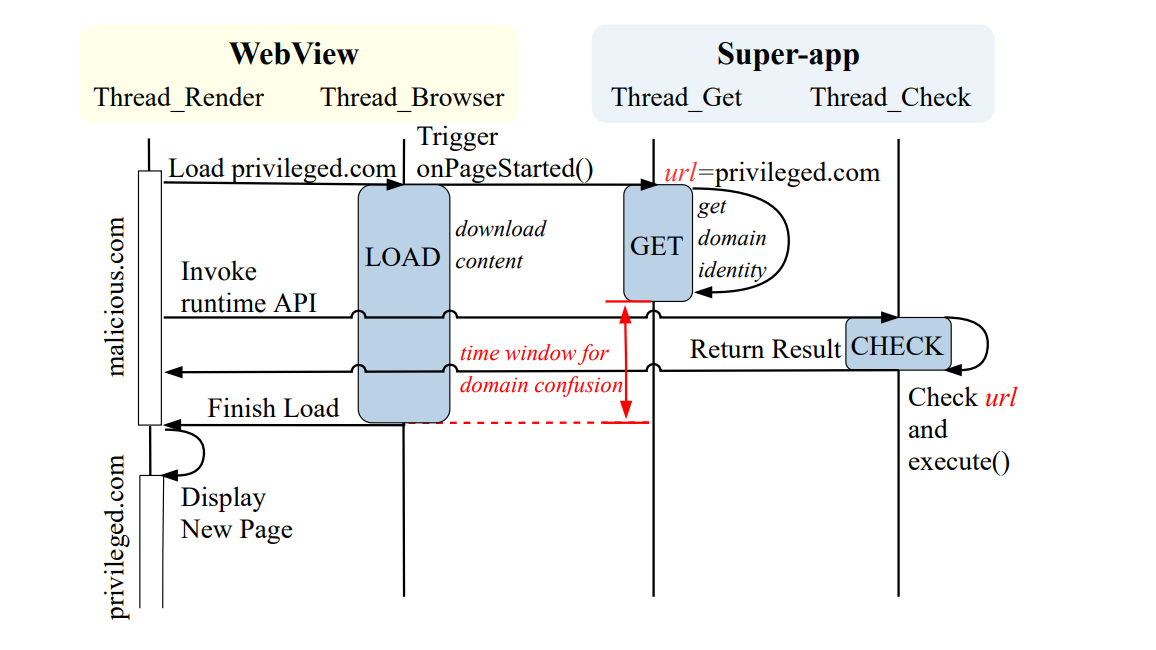 WebView
Super-app
Thread_Render
Thread_Browser
Thread_Get
Thread_Check
Trigger
onPageStarted()
Load privileged.com
url=privileged.com
get
domain
identity
download
content
LOAD
GET
malicious.com
Invoke
runtime API
time window for
domain confusion
Return Result
CHECK
Check url
and
execute()
Finish Load
Display
New Page
privileged.com